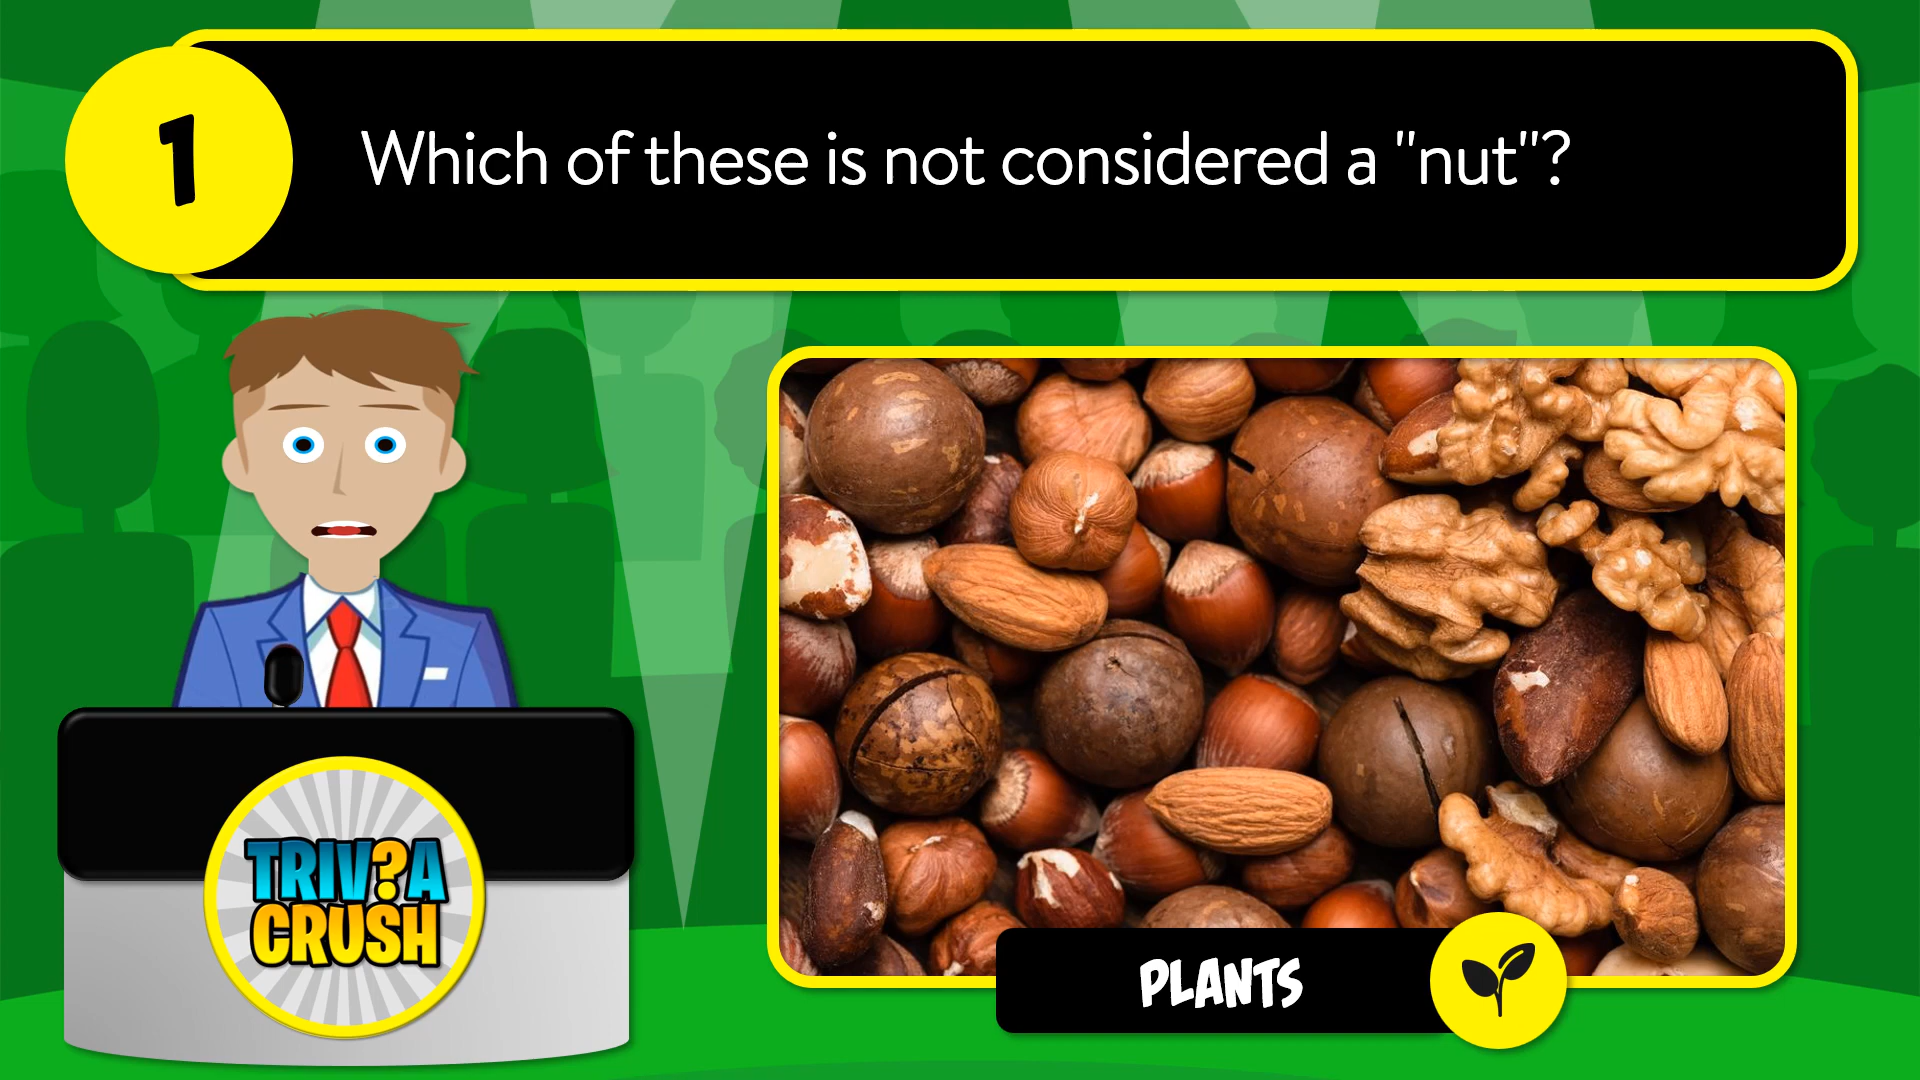 1
Which of these is not considered a "nut"?
TRIV?A
CRUSH
PLANTS